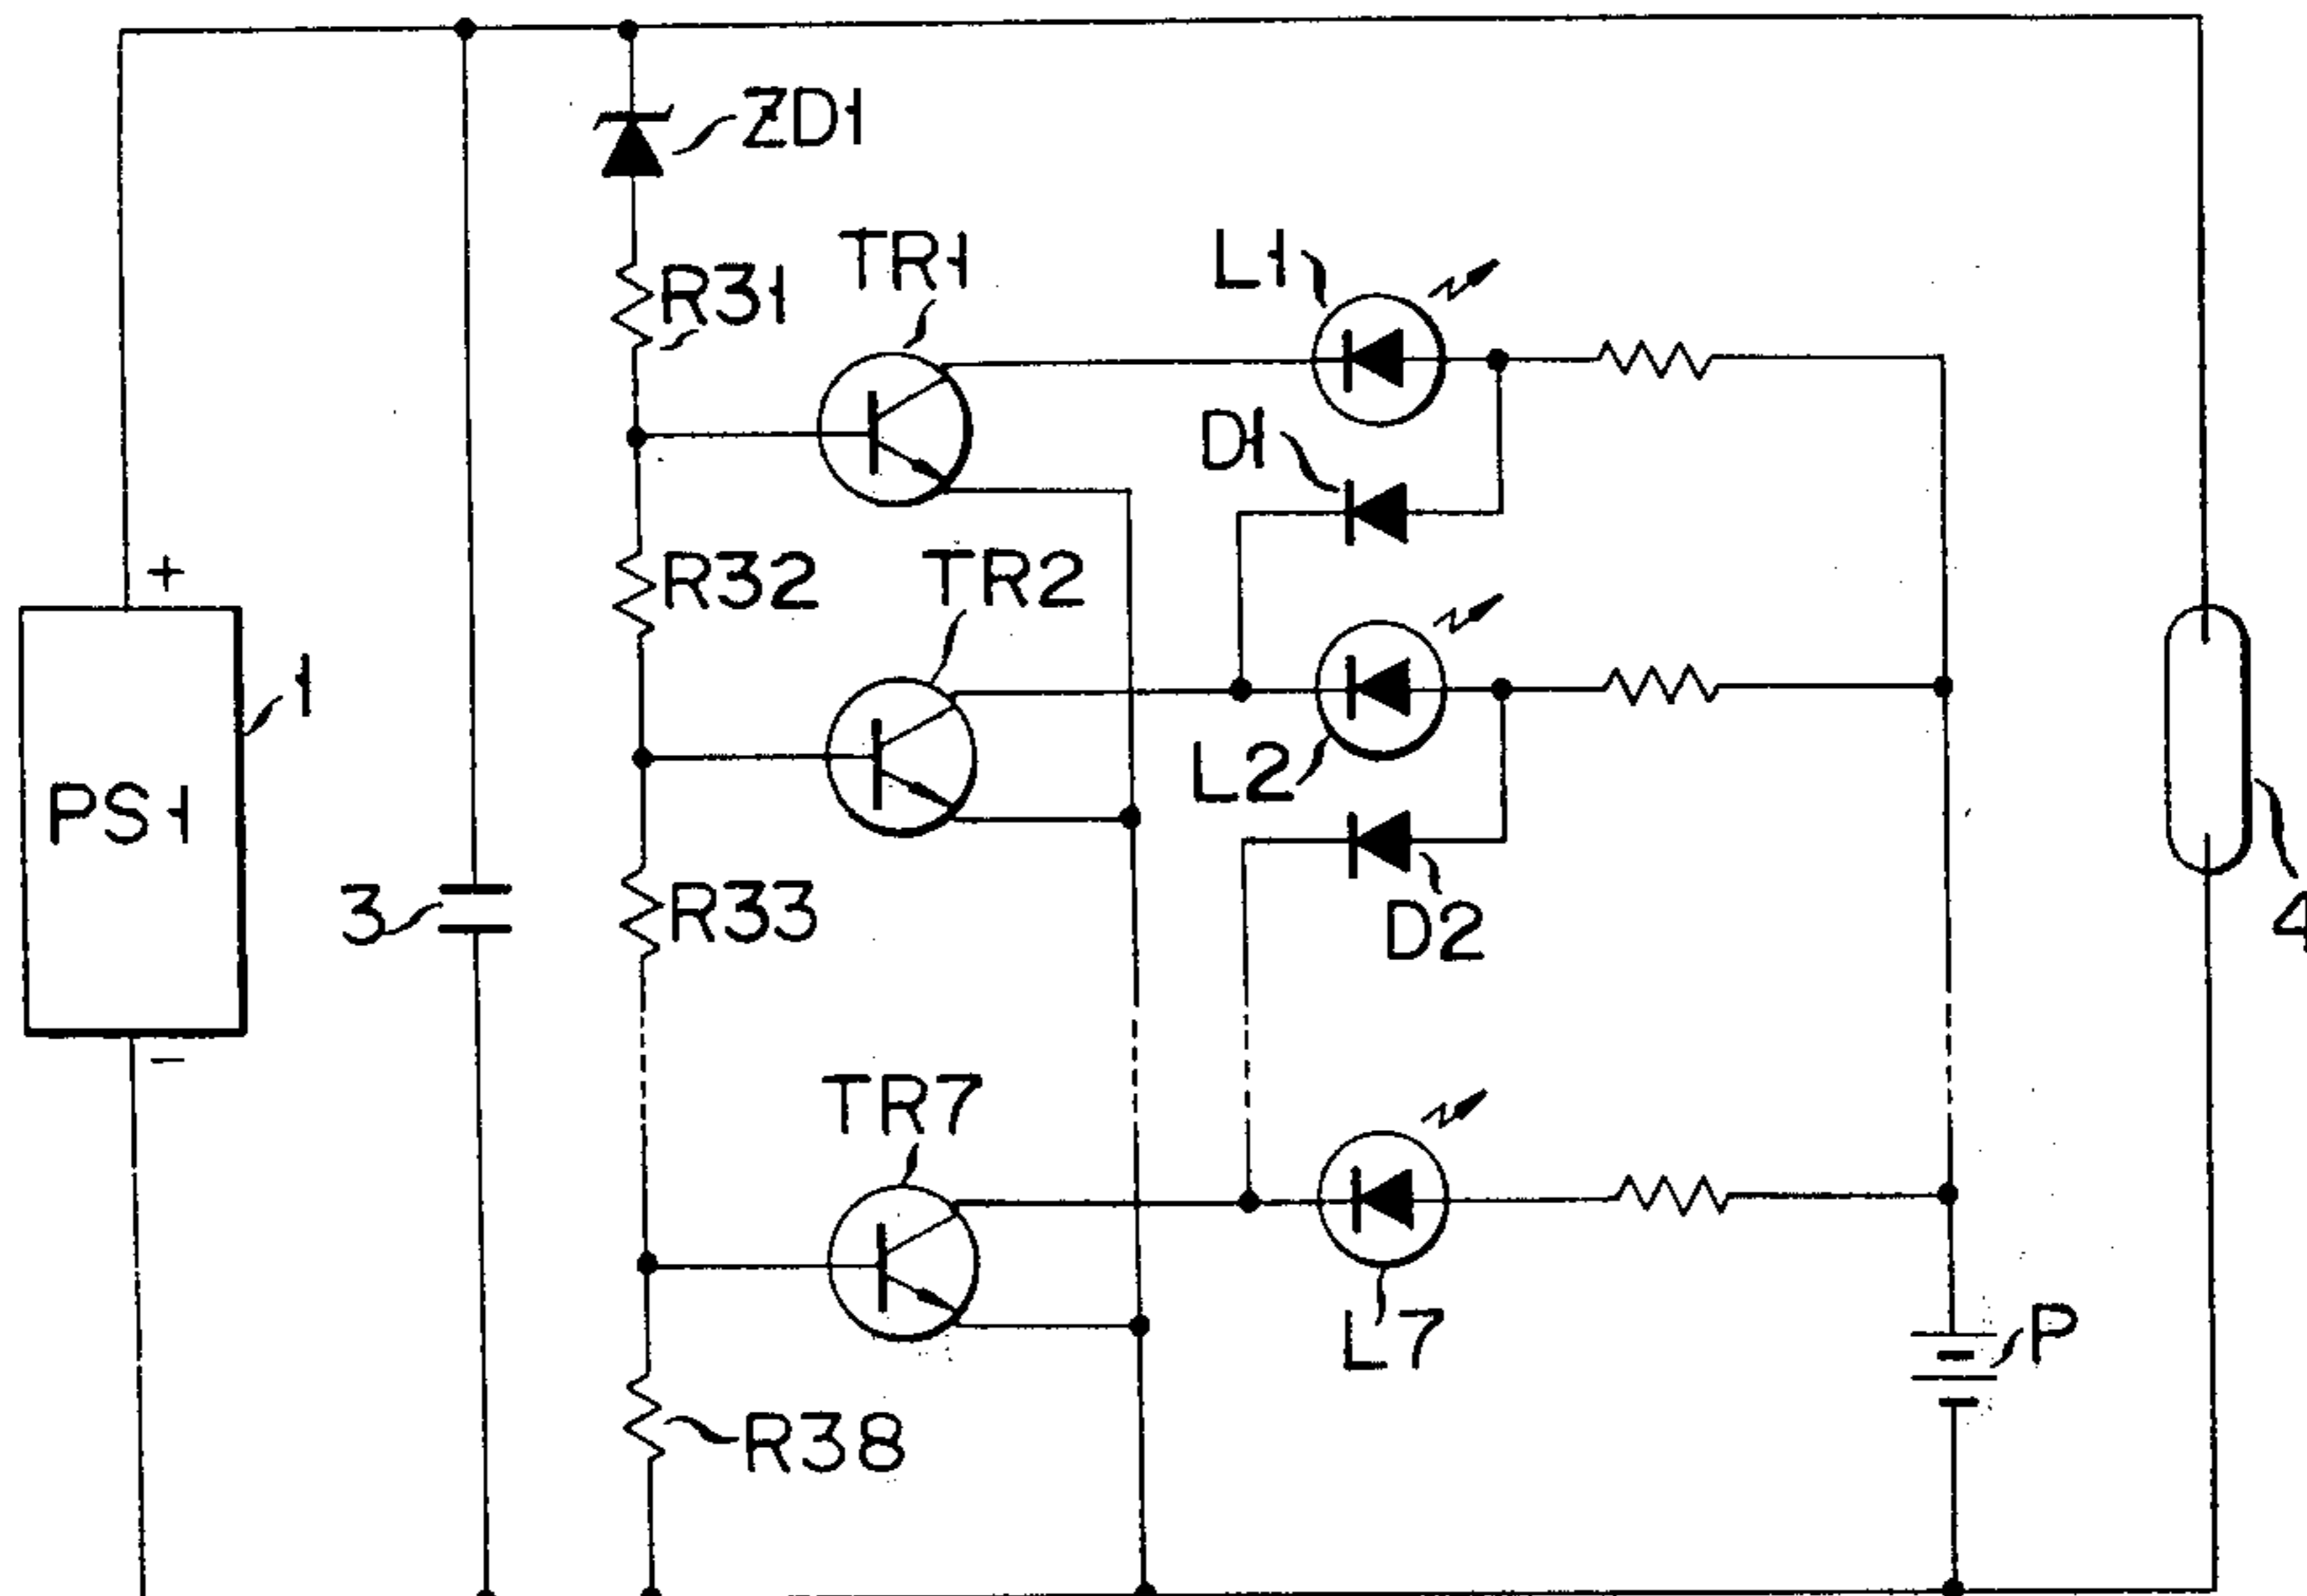 ZD1
R31
TR1
L1
D1
+
R32
TR2
1
L2
PS1
3
R33
D2
4
−
TR7
L7
P
R38